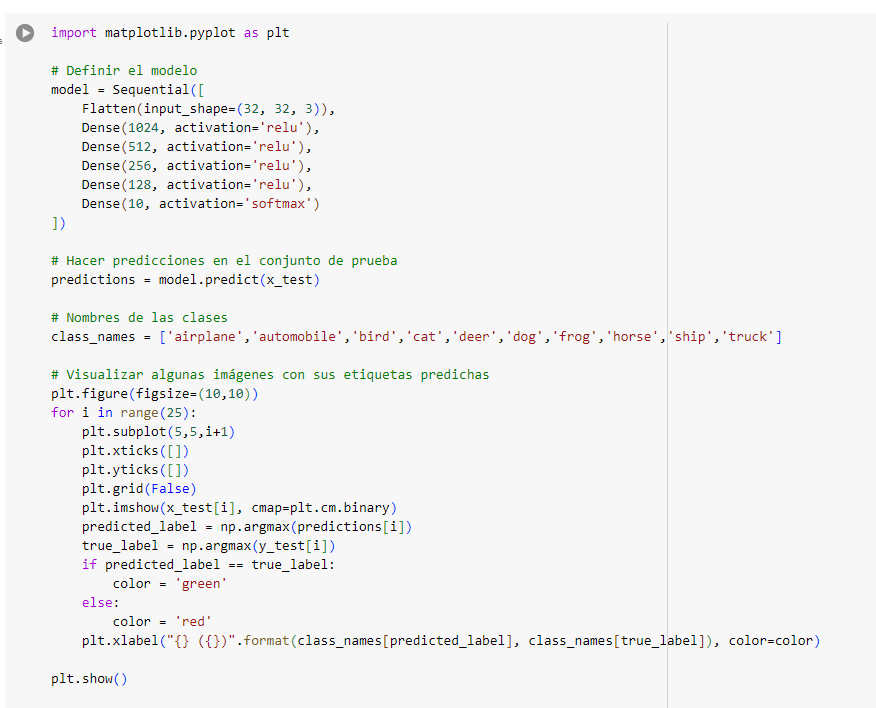 import matplotlib.pyplot as plt
# Definir el modelo
model = Sequential([
    Flatten(input_shape=(32, 32, 3)),
    Dense(1024, activation='relu'),
    Dense(512, activation='relu'),
    Dense(256, activation='relu'),
    Dense(128, activation='relu'),
    Dense(10, activation='softmax')
])
# Hacer predicciones en el conjunto de prueba
predictions = model.predict(x_test)
# Nombres de las clases
class_names = ['airplane','automobile','bird','cat','deer','dog','frog','horse','ship','truck']
# Visualizar algunas imágenes con sus etiquetas predichas
plt.figure(figsize=(10,10))
for i in range(25):
    plt.subplot(5,5,i+1)
    plt.xticks([])
    plt.yticks([])
    plt.grid(False)
    plt.imshow(x_test[i], cmap=plt.cm.binary)
    predicted_label = np.argmax(predictions[i])
    true_label = np.argmax(y_test[i])
    if predicted_label == true_label:
        color = 'green'
    else:
        color = 'red'
    plt.xlabel("{} ({})".format(class_names[predicted_label], class_names[true_label]), color=color)
plt.show()